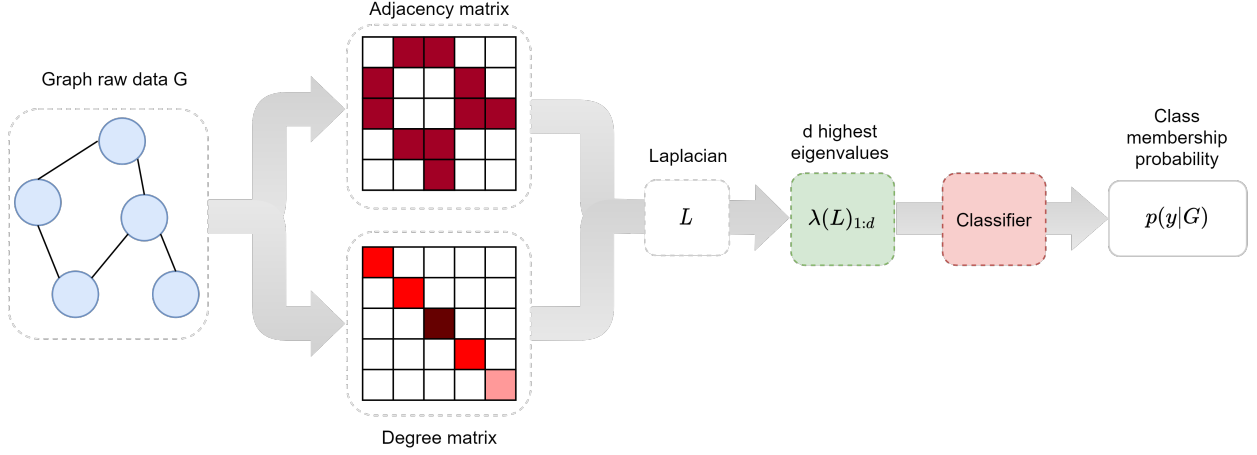 Adjacency matrix
Graph raw data G
Degree matrix
Laplacian
L
d highest
eigenvalues
λ(L)₁:d
Classifier
Class
membership
probability
p(y|G)